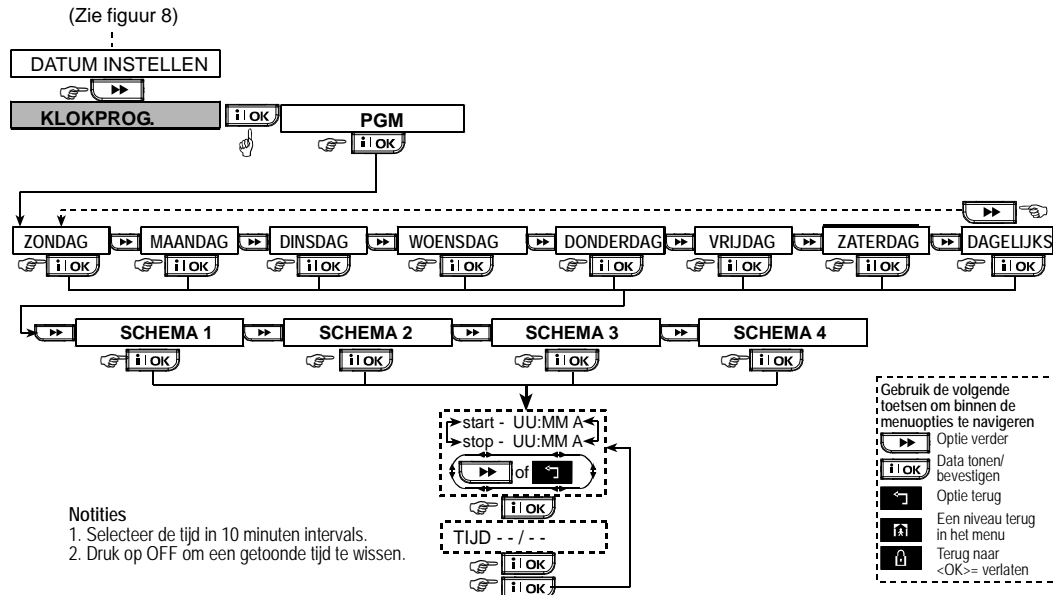 (Zie figuur 8)
DATUM INSTELLEN
KLOKPROG.
i OK
PGM
i OK
ZONDAG
MAANDAG
DINSDAG
WOENSDAG
DONDERDAG
VRIJDAG
ZATERDAG
DAGELIJKS
i OK
i OK
i OK
i OK
i OK
i OK
i OK
i OK
SCHEMA 1
SCHEMA 2
SCHEMA 3
SCHEMA 4
i OK
i OK
i OK
i OK
start - UU:MM A
stop - UU:MM A
of
i OK
TIJD - - / - -
i OK
i OK
Notities
1. Selecteer de tijd in 10 minuten intervals.
2. Druk op OFF om een getoonde tijd te wissen.
Gebruik de volgende
toetsen om binnen de
menuopties te navigeren
Optie verder
i OK
Data tonen/
bevestigen
Optie terug
Een niveau terug
in het menu
Terug naar
<OK>= verlaten